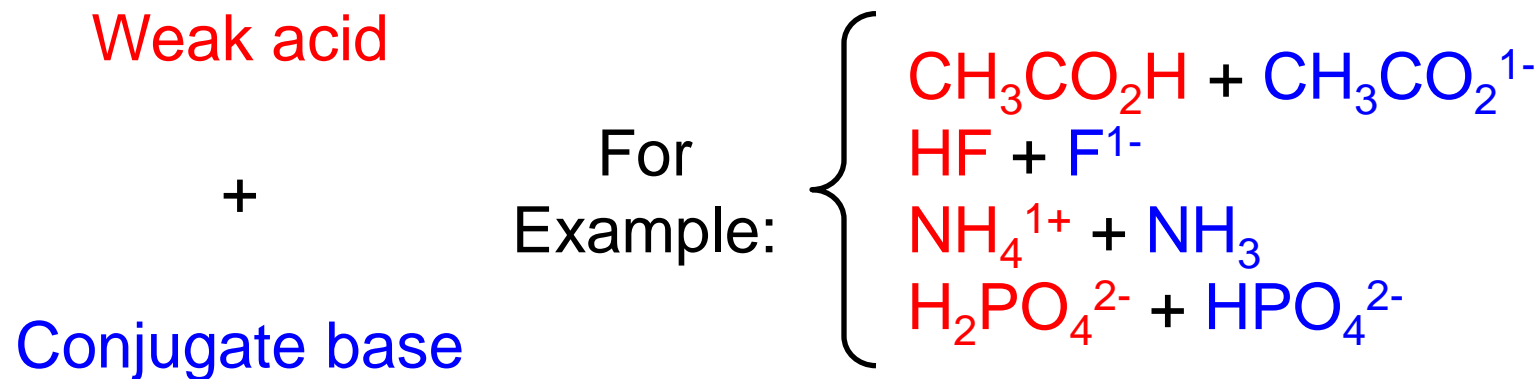 Weak acid
+
Conjugate base
For
Example:
CH₃CO₂H + CH₃CO₂¹⁻
HF + F¹⁻
NH₄¹⁺ + NH₃
H₂PO₄²⁻ + HPO₄²⁻